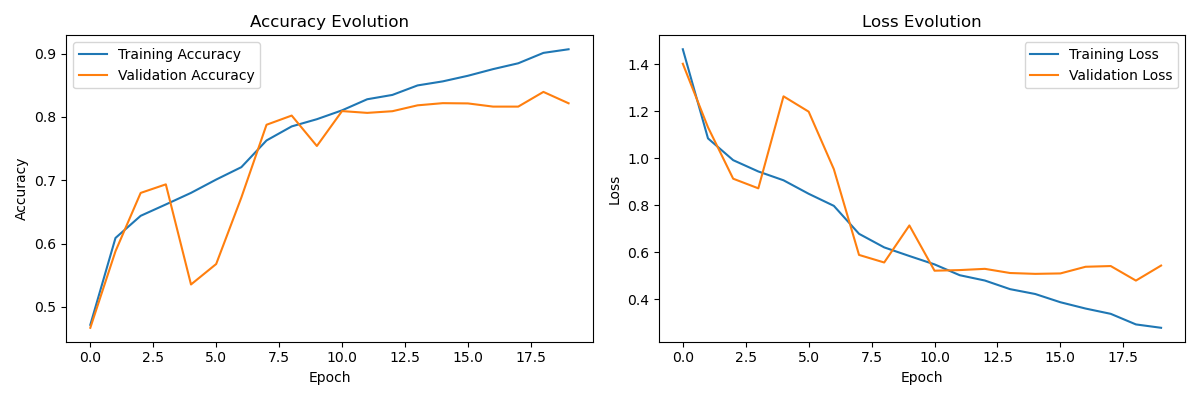 Accuracy Evolution
Training Accuracy
Validation Accuracy
0.9
0.8
0.7
0.6
0.5
Accuracy
0.0 2.5 5.0 7.5 10.0 12.5 15.0 17.5
Epoch
Loss Evolution
Training Loss
Validation Loss
1.4
1.2
1.0
0.8
0.6
0.4
Loss
0.0 2.5 5.0 7.5 10.0 12.5 15.0 17.5
Epoch